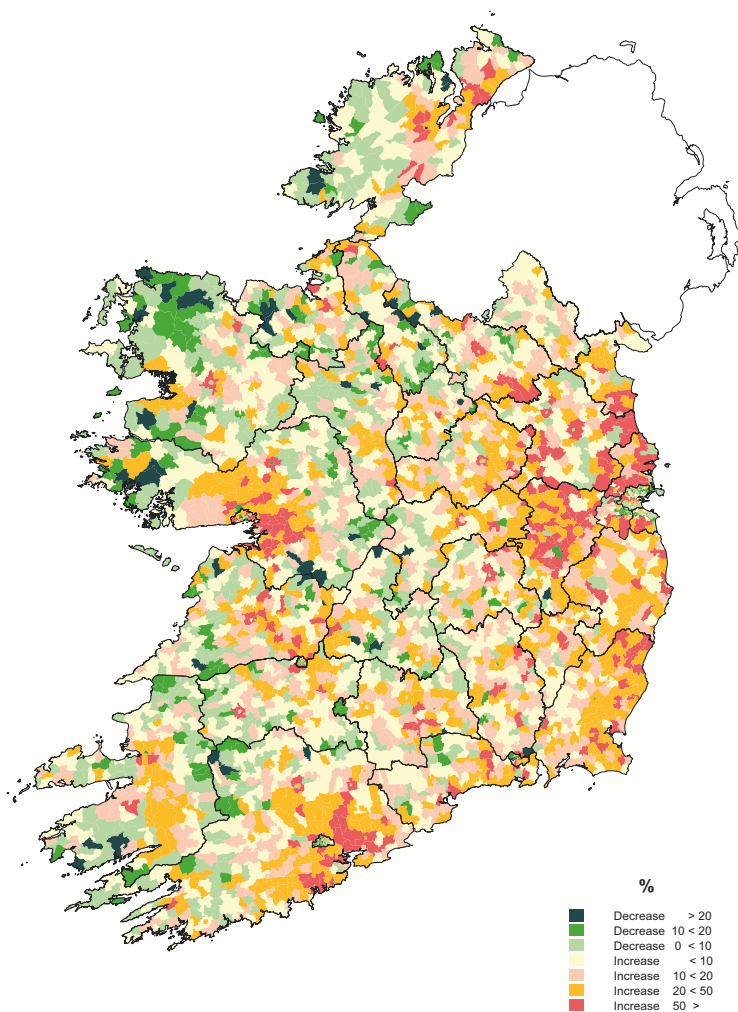 %
Decrease > 20
Decrease 10 < 20
Decrease 0 < 10
Increase < 10
Increase 10 < 20
Increase 20 < 50
Increase 50 >